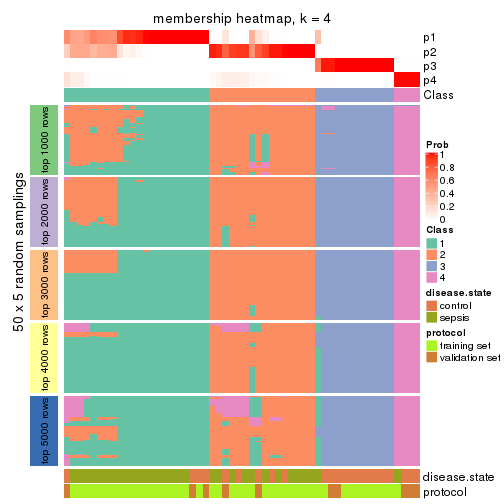 membership heatmap, k = 4
p1
p2
p3
p4
Class
50 x 5 random samplings
top 1000 rows
top 2000 rows
top 3000 rows
top 4000 rows
top 5000 rows
Prob
1
0.8
0.6
0.4
0.2
0
Class
1
2
3
4
disease.state
control
sepsis
protocol
training set
validation set
disease.state
protocol